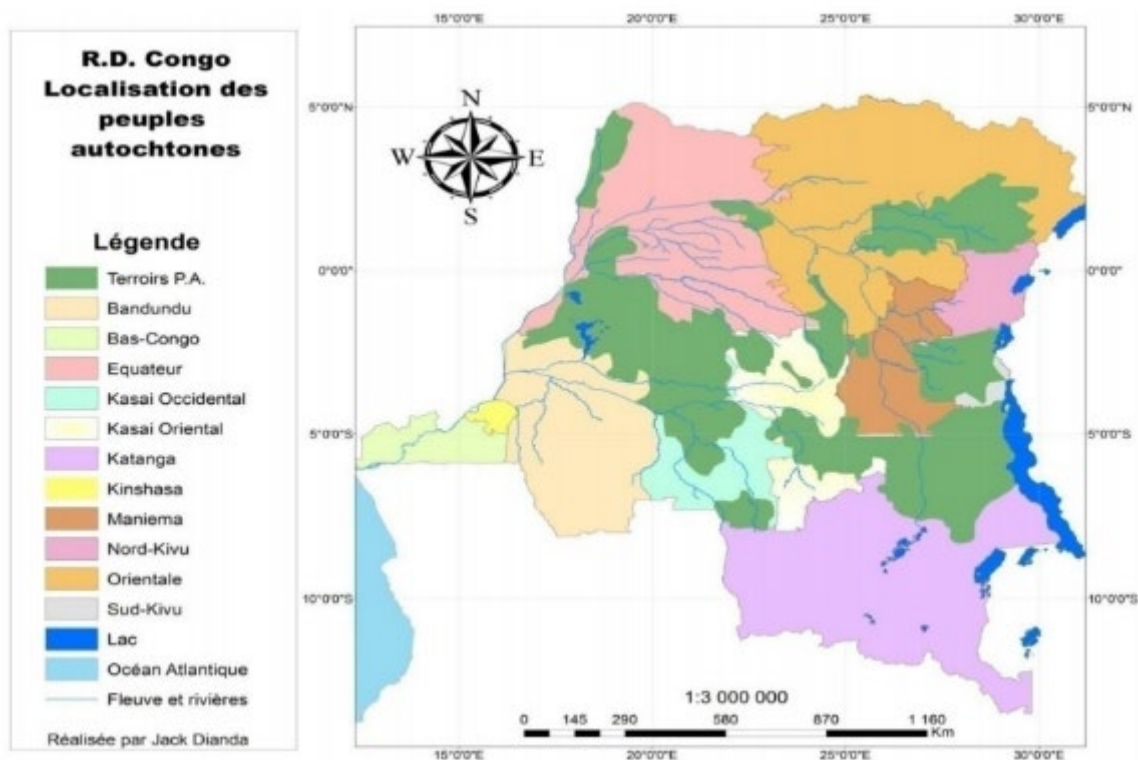 R.D. Congo
Localisation des
peuples
autochtones
Légende
Terroirs P.A.
Bandundu
Bas-Congo
Equateur
Kasai Occidental
Kasai Oriental
Katanga
Kinshasa
Maniema
Nord-Kivu
Orientale
Sud-Kivu
Lac
Océan Atlantique
Fleuve et rivières
Réalisée par Jack Dianda
15°0'0"E 20°0'0"E 25°0'0"E 30°0'0"E
N
W E
S
5°0'0"N 5°0'0"N
0°0'0" 0°0'0"
5°0'0"S 5°0'0"S
10°0'0"S 10°0'0"S
1:3 000 000
0 145 290 580 870 1 160
Km
15°0'0"E 20°0'0"E 25°0'0"E 30°0'0"E